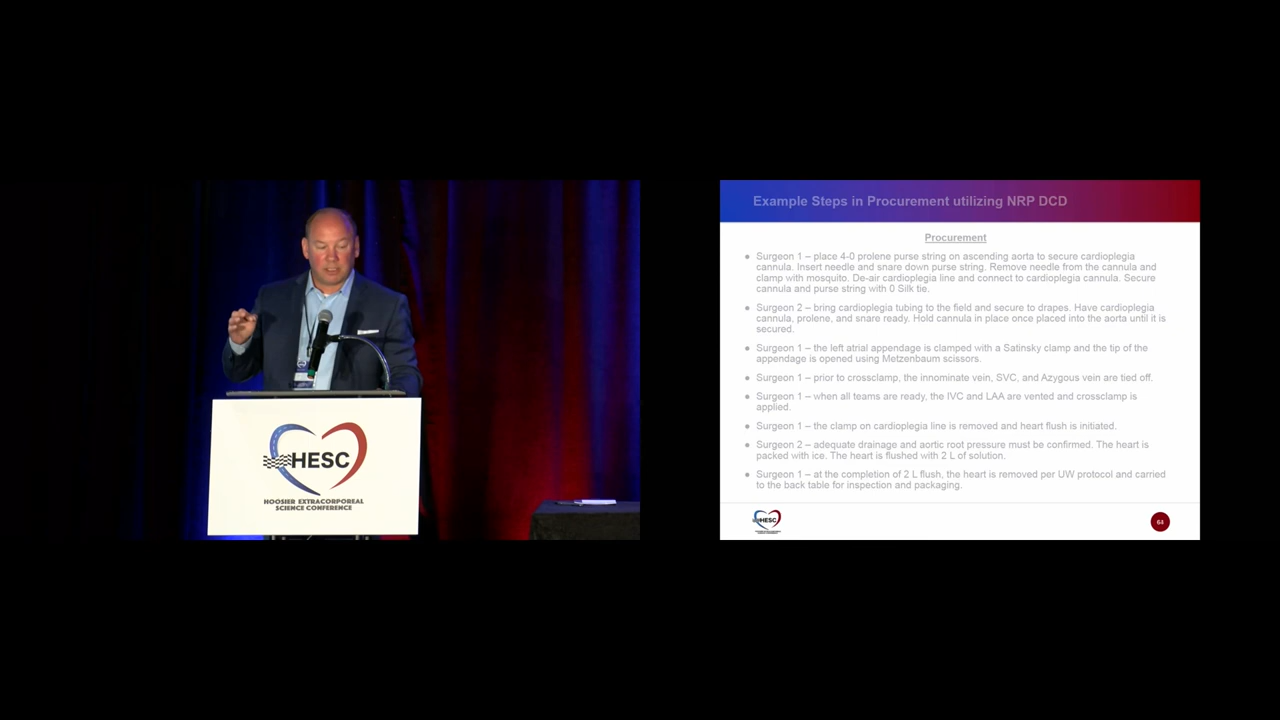 HESC
HOOSIER EXTRACORPOREAL
SCIENCE CONFERENCE
Example Steps in Procurement utilizing NRP DCD
Procurement
● Surgeon 1 – place 4-0 prolene purse string on ascending aorta to secure cardioplegia
cannula. Insert needle and snare down purse string. Remove needle from the cannula and
clamp with mosquito. De-air cardioplegia line and connect to cardioplegia cannula. Secure
cannula and purse string with 0 Silk tie.
● Surgeon 2 – bring cardioplegia tubing to the field and secure to drapes. Have cardioplegia
cannula, prolene, and snare ready. Hold cannula in place once placed into the aorta until it is
secured.
● Surgeon 1 – the left atrial appendage is clamped with a Satinsky clamp and the tip of the
appendage is opened using Metzenbaum scissors.
● Surgeon 1 – prior to crossclamp, the innominate vein, SVC, and Azygous vein are tied off.
● Surgeon 1 – when all teams are ready, the IVC and LAA are vented and crossclamp is
applied.
● Surgeon 1 – the clamp on cardioplegia line is removed and heart flush is initiated.
● Surgeon 2 – adequate drainage and aortic root pressure must be confirmed. The heart is
packed with ice. The heart is flushed with 2 L of solution.
● Surgeon 1 – at the completion of 2 L flush, the heart is removed per UW protocol and carried
to the back table for inspection and packaging.
HESC
64